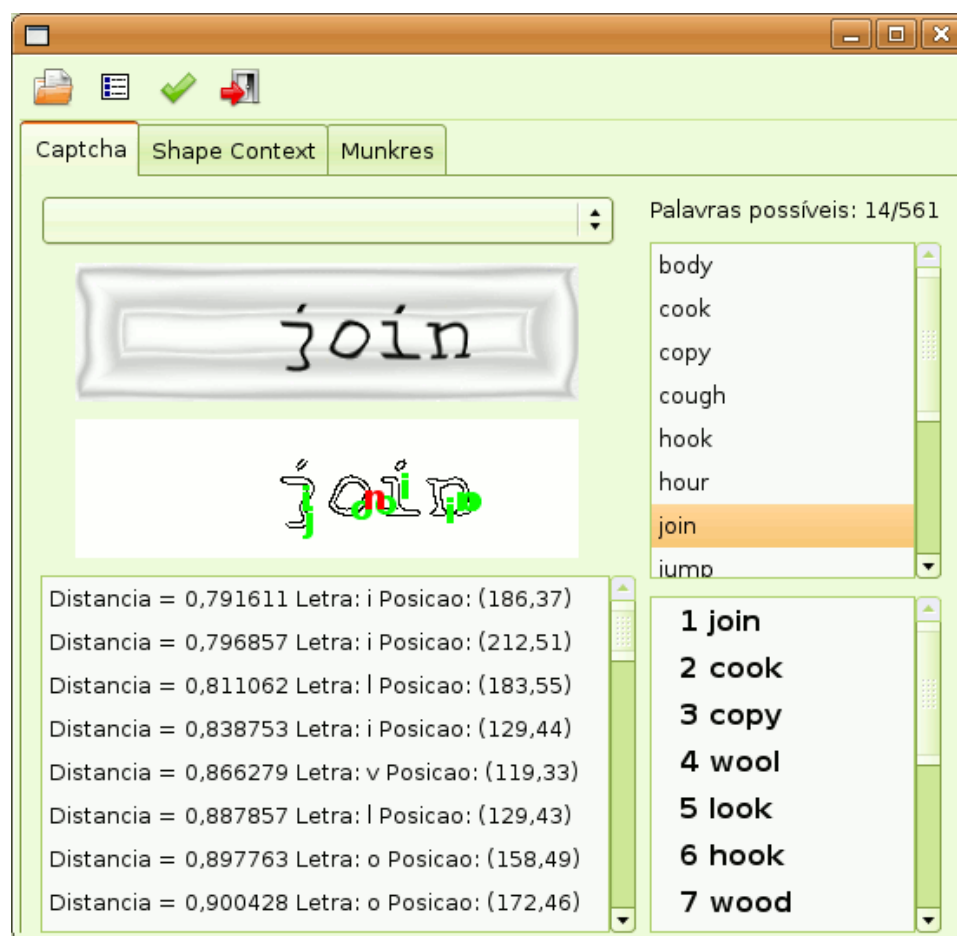 Captcha Shape Context Munkres
Palavras possíveis: 14/561
join
body
cook
copy
cough
hook
hour
join
jump
Distancia = 0,791611 Letra: i Posicao: (186,37)
Distancia = 0,796857 Letra: i Posicao: (212,51)
Distancia = 0,811062 Letra: l Posicao: (183,55)
Distancia = 0,838753 Letra: i Posicao: (129,44)
Distancia = 0,866279 Letra: v Posicao: (119,33)
Distancia = 0,887857 Letra: l Posicao: (129,43)
Distancia = 0,897763 Letra: o Posicao: (158,49)
Distancia = 0,900428 Letra: o Posicao: (172,46)
1 join
2 cook
3 copy
4 wool
5 look
6 hook
7 wood